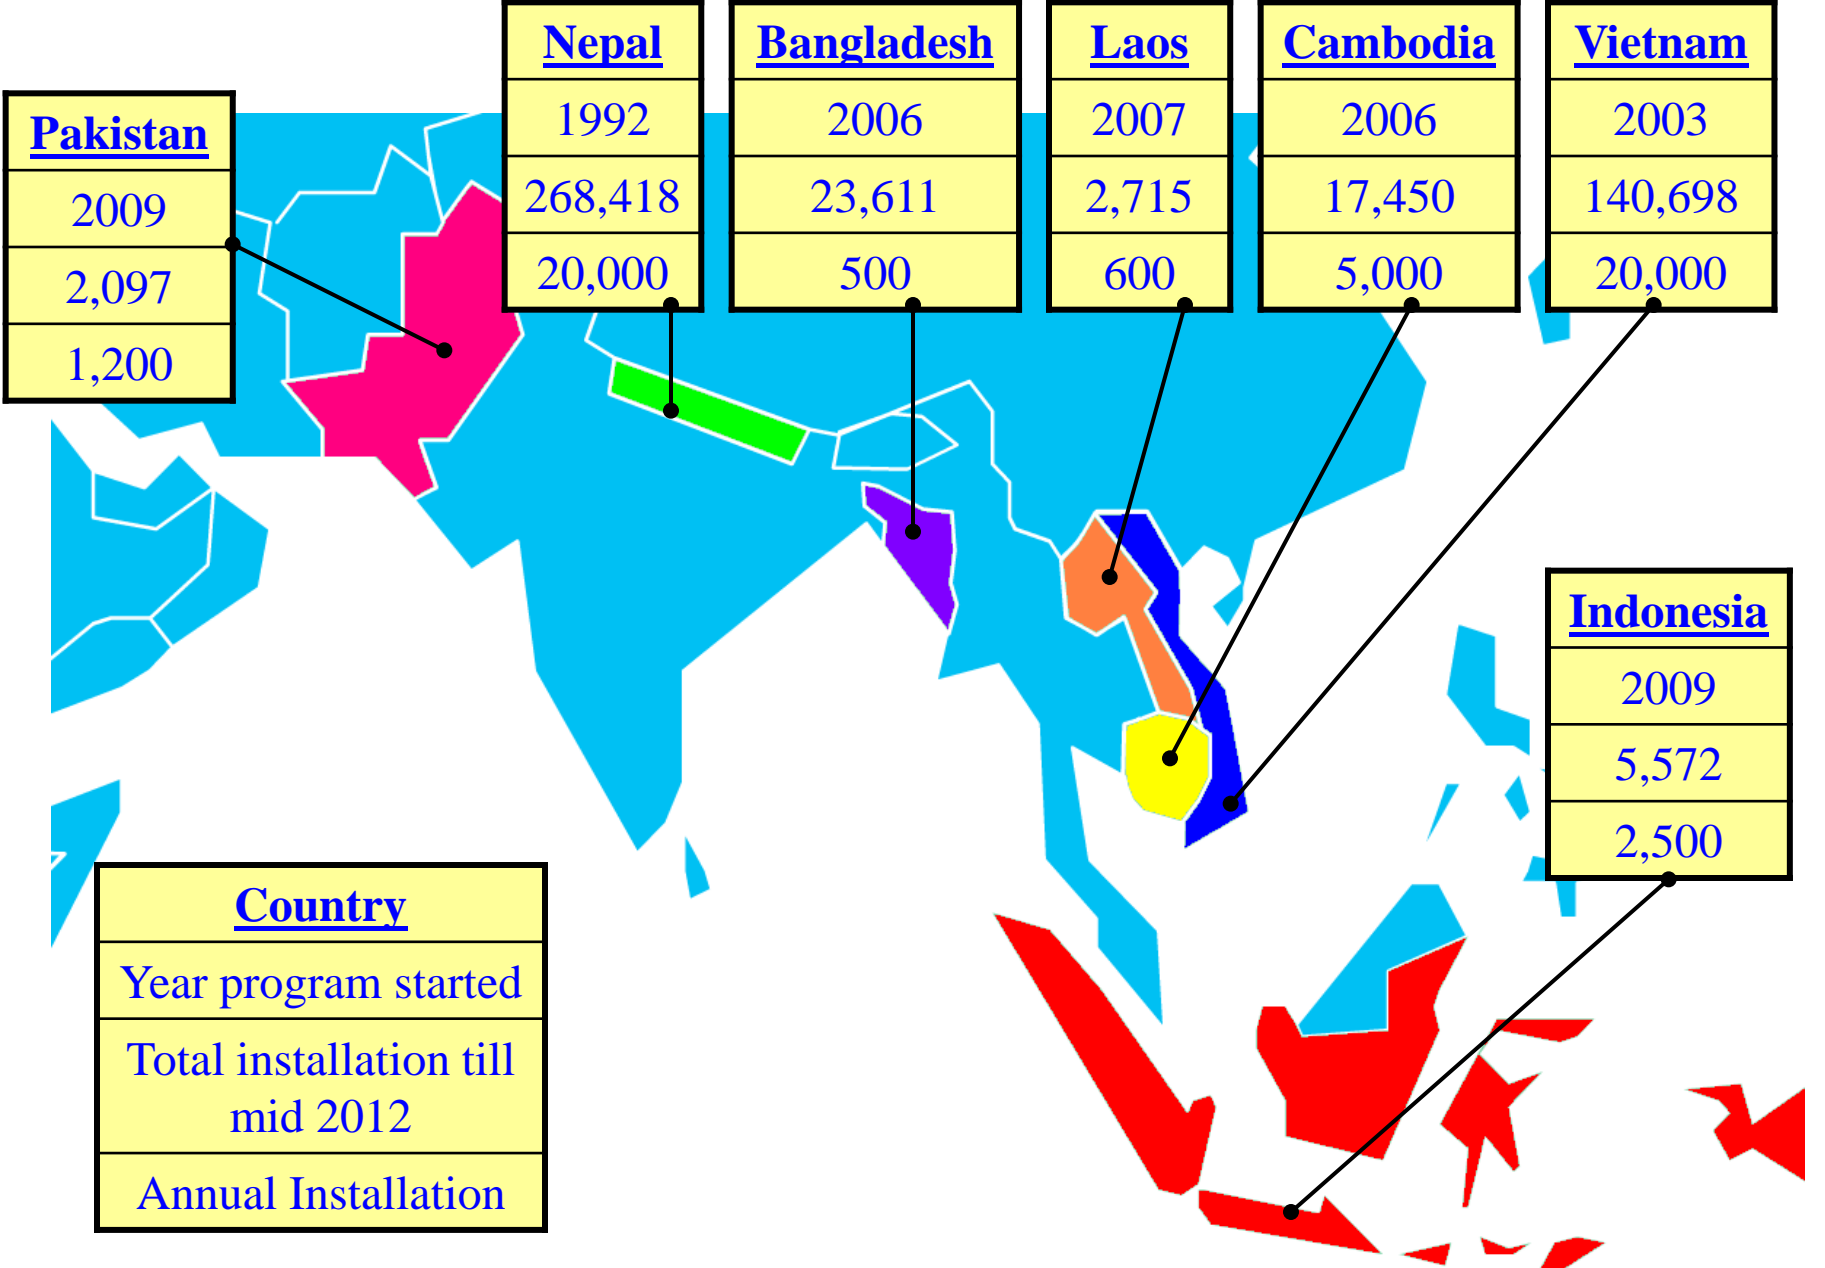 Nepal
1992
268,418
20,000
Bangladesh
2006
23,611
500
Laos
2007
2,715
600
Cambodia
2006
17,450
5,000
Vietnam
2003
140,698
20,000
Pakistan
2009
2,097
1,200
Indonesia
2009
5,572
2,500
Country
Year program started
Total installation till
mid 2012
Annual Installation